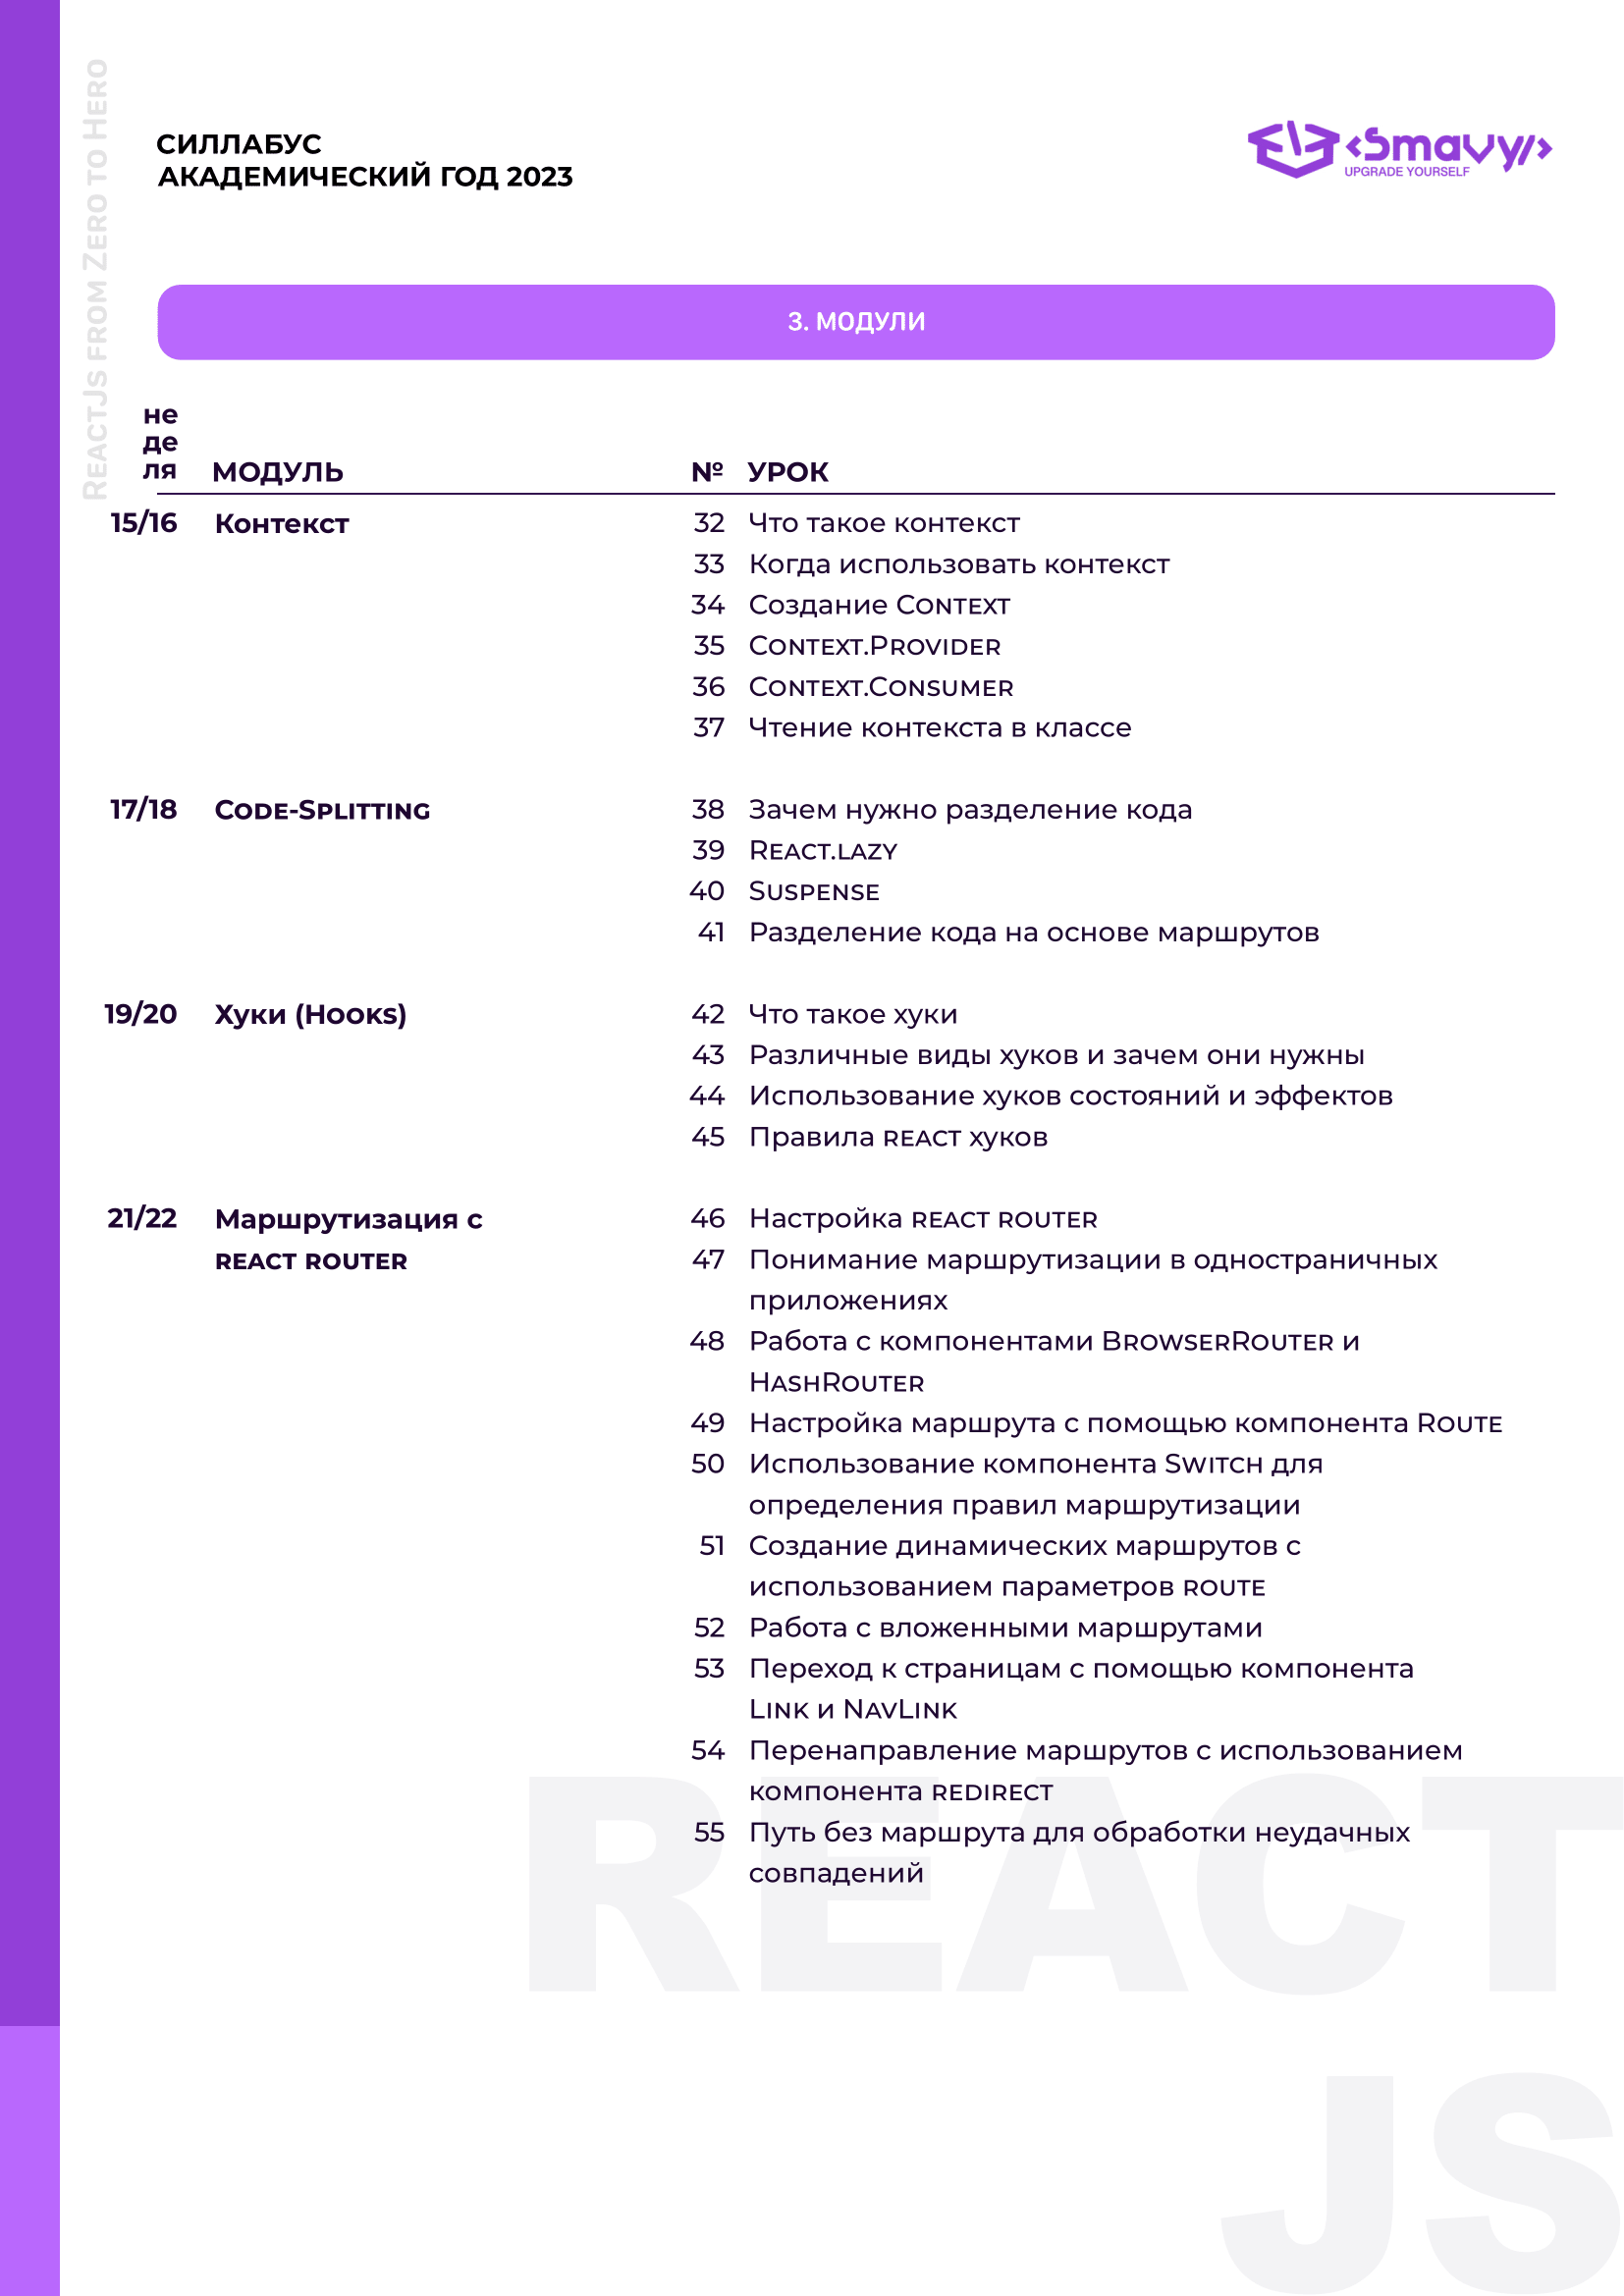 ReactJs from Zero to Hero
СИЛЛАБУС
АКАДЕМИЧЕСКИЙ ГОД 2023
<Smavy/>
UPGRADE YOURSELF
3. МОДУЛИ
не
де
ля МОДУЛЬ № УРОК
15/16 Контекст 32 Что такое контекст
33 Когда использовать контекст
34 Создание Context
35 Context.Provider
36 Context.Consumer
37 Чтение контекста в классе
17/18 Code-Splitting 38 Зачем нужно разделение кода
39 React.lazy
40 Suspense
41 Разделение кода на основе маршрутов
19/20 Хуки (Hooks) 42 Что такое хуки
43 Различные виды хуков и зачем они нужны
44 Использование хуков состояний и эффектов
45 Правила react хуков
21/22 Маршрутизация с 46 Настройка react router
react router 47 Понимание маршрутизации в одностраничных
приложениях
48 Работа с компонентами BrowserRouter и
HashRouter
49 Настройка маршрута с помощью компонента Route
50 Использование компонента Switch для
определения правил маршрутизации
51 Создание динамических маршрутов с
использованием параметров route
52 Работа с вложенными маршрутами
53 Переход к страницам с помощью компонента
Link и NavLink
54 Перенаправление маршрутов с использованием
компонента redirect
55 Путь без маршрута для обработки неудачных
совпадений
REACT
JS